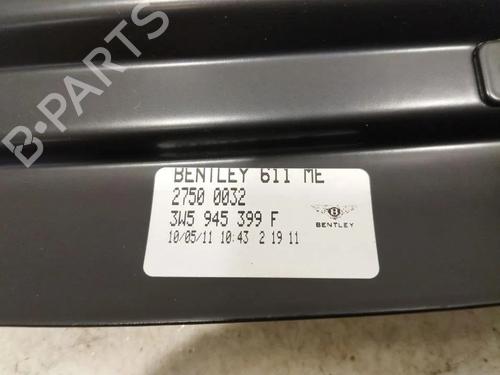 B·PARTS
BENTLEY 611 ME
2750 0032
3W5 945 399 F
10/05/11 10:43 2 19 11
B
BENTLEY